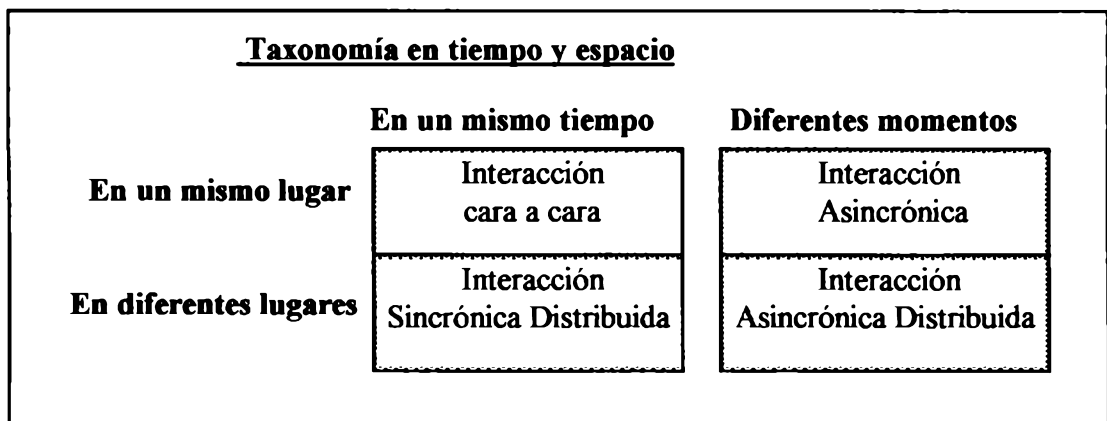 Taxonomía en tiempo y espacio
En un mismo tiempo Diferentes momentos
En un mismo lugar
Interacción
cara a cara
Interacción
Asincrónica
En diferentes lugares
Interacción
Sincrónica Distribuida
Interacción
Asincrónica Distribuida